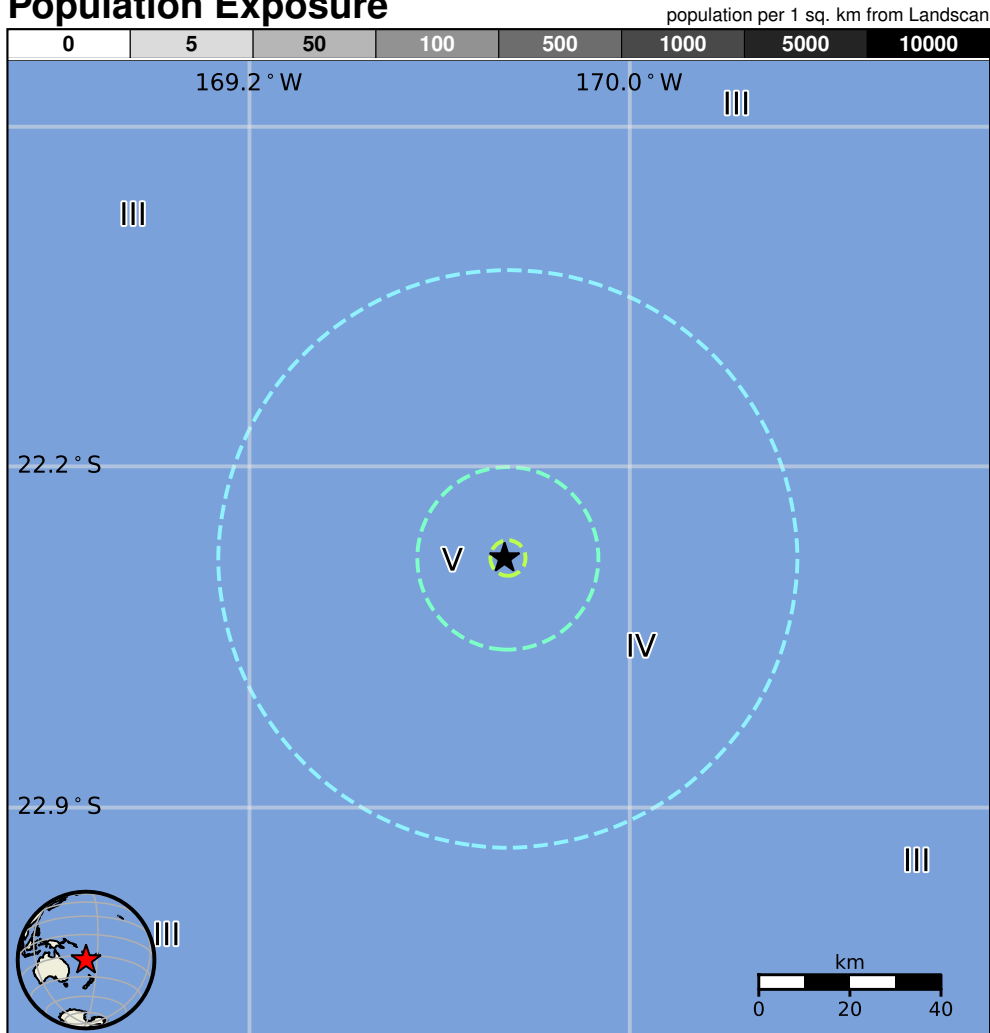 Population Exposure
population per 1 sq. km from Landscan
0 5 50 100 500 1000 5000 10000
169.2°W 170.0°W
III
III
22.2°S
V
IV
22.9°S
III
III
km
0 20 40